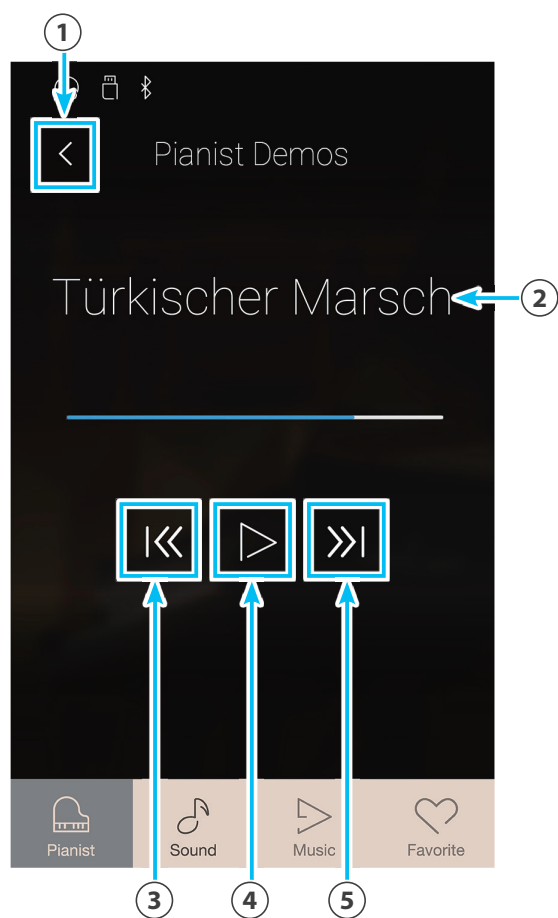 ①
Pianist Demos
Türkischer Marsch
②
Pianist Sound Music Favorite
③ ④ ⑤